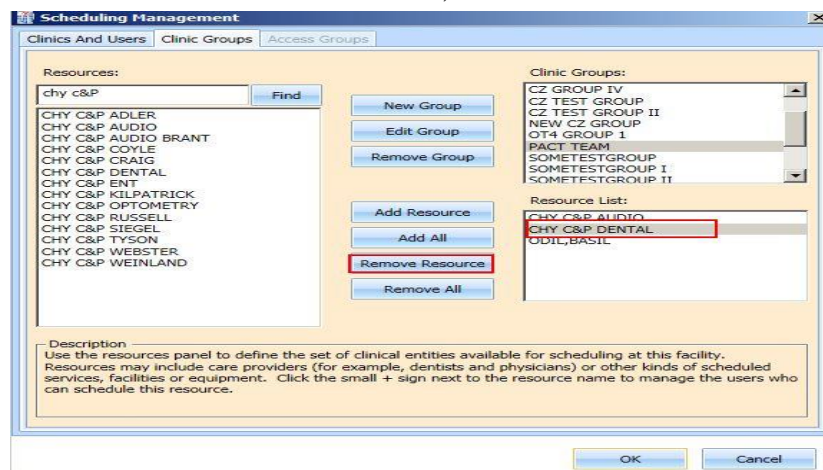 Scheduling Management
Clinics And Users Clinic Groups Access Groups
Resources:
chy c&P
Find
CHY C&P ADLER
CHY C&P AUDIO
CHY C&P AUDIO BRANT
CHY C&P COYLE
CHY C&P CRAIG
CHY C&P DENTAL
CHY C&P ENT
CHY C&P KILPATRICK
CHY C&P OPTOMETRY
CHY C&P RUSSELL
CHY C&P SIEGEL
CHY C&P TYSON
CHY C&P WEBSTER
CHY C&P WEINLAND
New Group
Edit Group
Remove Group
Add Resource
Add All
Remove Resource
Remove All
Clinic Groups:
CZ GROUP IV
CZ TEST GROUP
CZ TEST GROUP II
NEW CZ GROUP
OT4 GROUP 1
PACT TEAM
SOMETESTGROUP
SOMETESTGROUP I
SOMETESTGROUP II
Resource List:
CHY C&P AUDIO
CHY C&P DENTAL
ODIL,BASIL
Description
Use the resources panel to define the set of clinical entities available for scheduling at this facility.
Resources may include care providers (for example, dentists and physicians) or other kinds of scheduled
services, facilities or equipment. Click the small + sign next to the resource name to manage the users who
can schedule this resource.
OK
Cancel